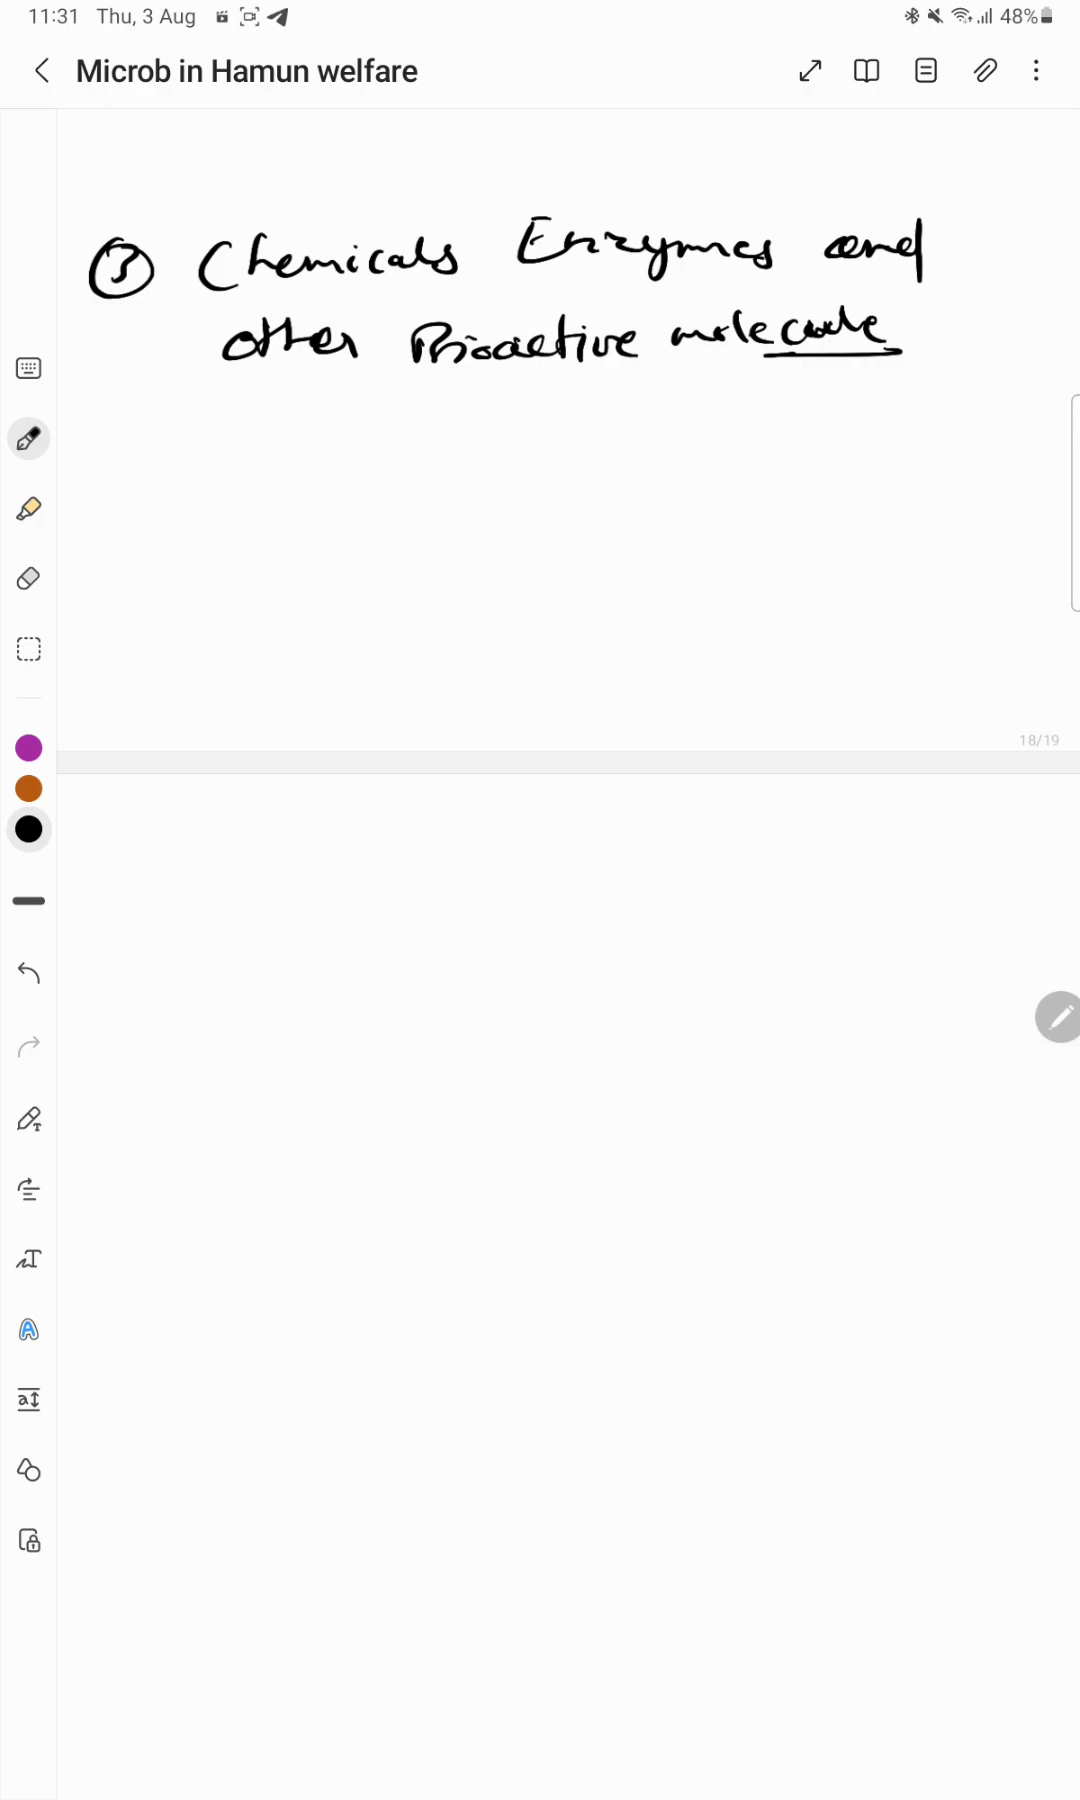 11:31 Thu, 3 Aug 48%
Microb in Hamun welfare
③ Chemicals Enzymes and
other Bioactive molecule
18/19